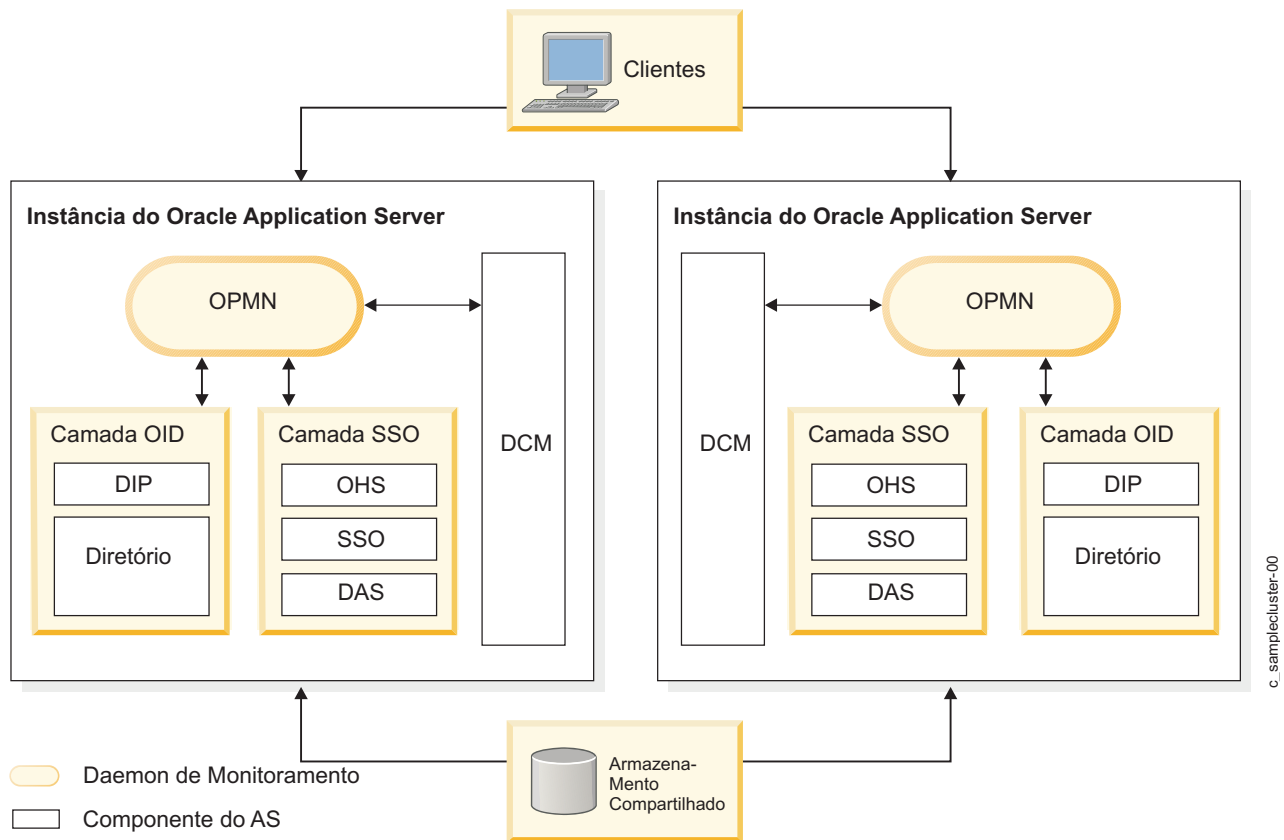 Clientes
Instância do Oracle Application Server
OPMN
DCM
Camada OID
DIP
Diretório
Camada SSO
OHS
SSO
DAS
Instância do Oracle Application Server
OPMN
DCM
Camada SSO
OHS
SSO
DAS
Camada OID
DIP
Diretório
Armazena-
Mento
Compartilhado
Daemon de Monitoramento
Componente do AS
c_samplecluster-00